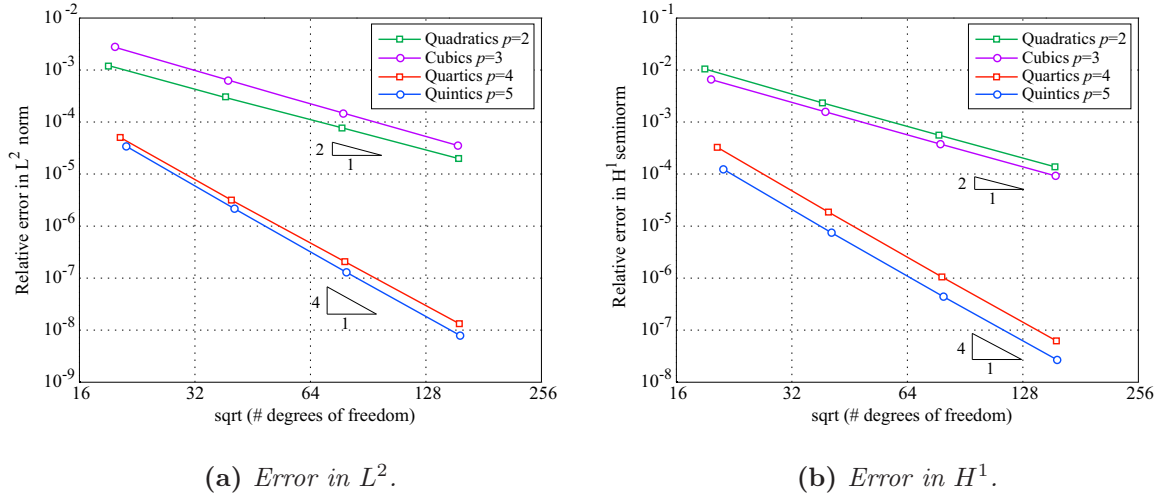 Relative error in L² norm
10⁻²
10⁻³
10⁻⁴
10⁻⁵
10⁻⁶
10⁻⁷
10⁻⁸
10⁻⁹
Quadratics p=2
Cubics p=3
Quartics p=4
Quintics p=5
2
1
4
1
16 32 64 128 256
sqrt (# degrees of freedom)
(a) Error in L².
Relative error in H¹ seminorm
10⁻¹
10⁻²
10⁻³
10⁻⁴
10⁻⁵
10⁻⁶
10⁻⁷
10⁻⁸
Quadratics p=2
Cubics p=3
Quartics p=4
Quintics p=5
2
1
4
1
16 32 64 128 256
sqrt (# degrees of freedom)
(b) Error in H¹.